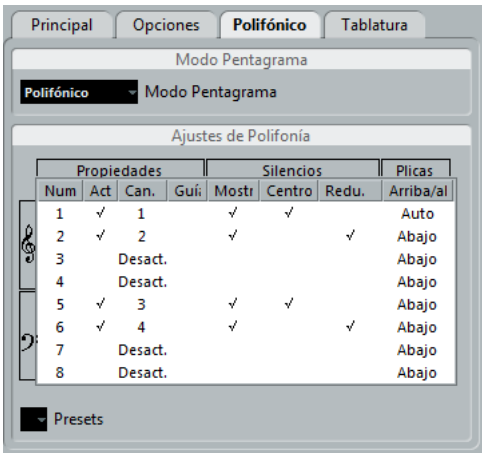 Principal Opciones Polifónico Tablatura
Modo Pentagrama
Polifónico Modo Pentagrama
Ajustes de Polifonía
Propiedades Silencios Plicas
Num Act Can. Guía Mostr Centro Redu. Arriba/al
1 √ 1 √ √ Auto
2 √ 2 √ √ Abajo
3 Desact. Abajo
4 Desact. Abajo
5 √ 3 √ √ Abajo
6 √ 4 √ √ Abajo
7 Desact. Abajo
8 Desact. Abajo
Presets